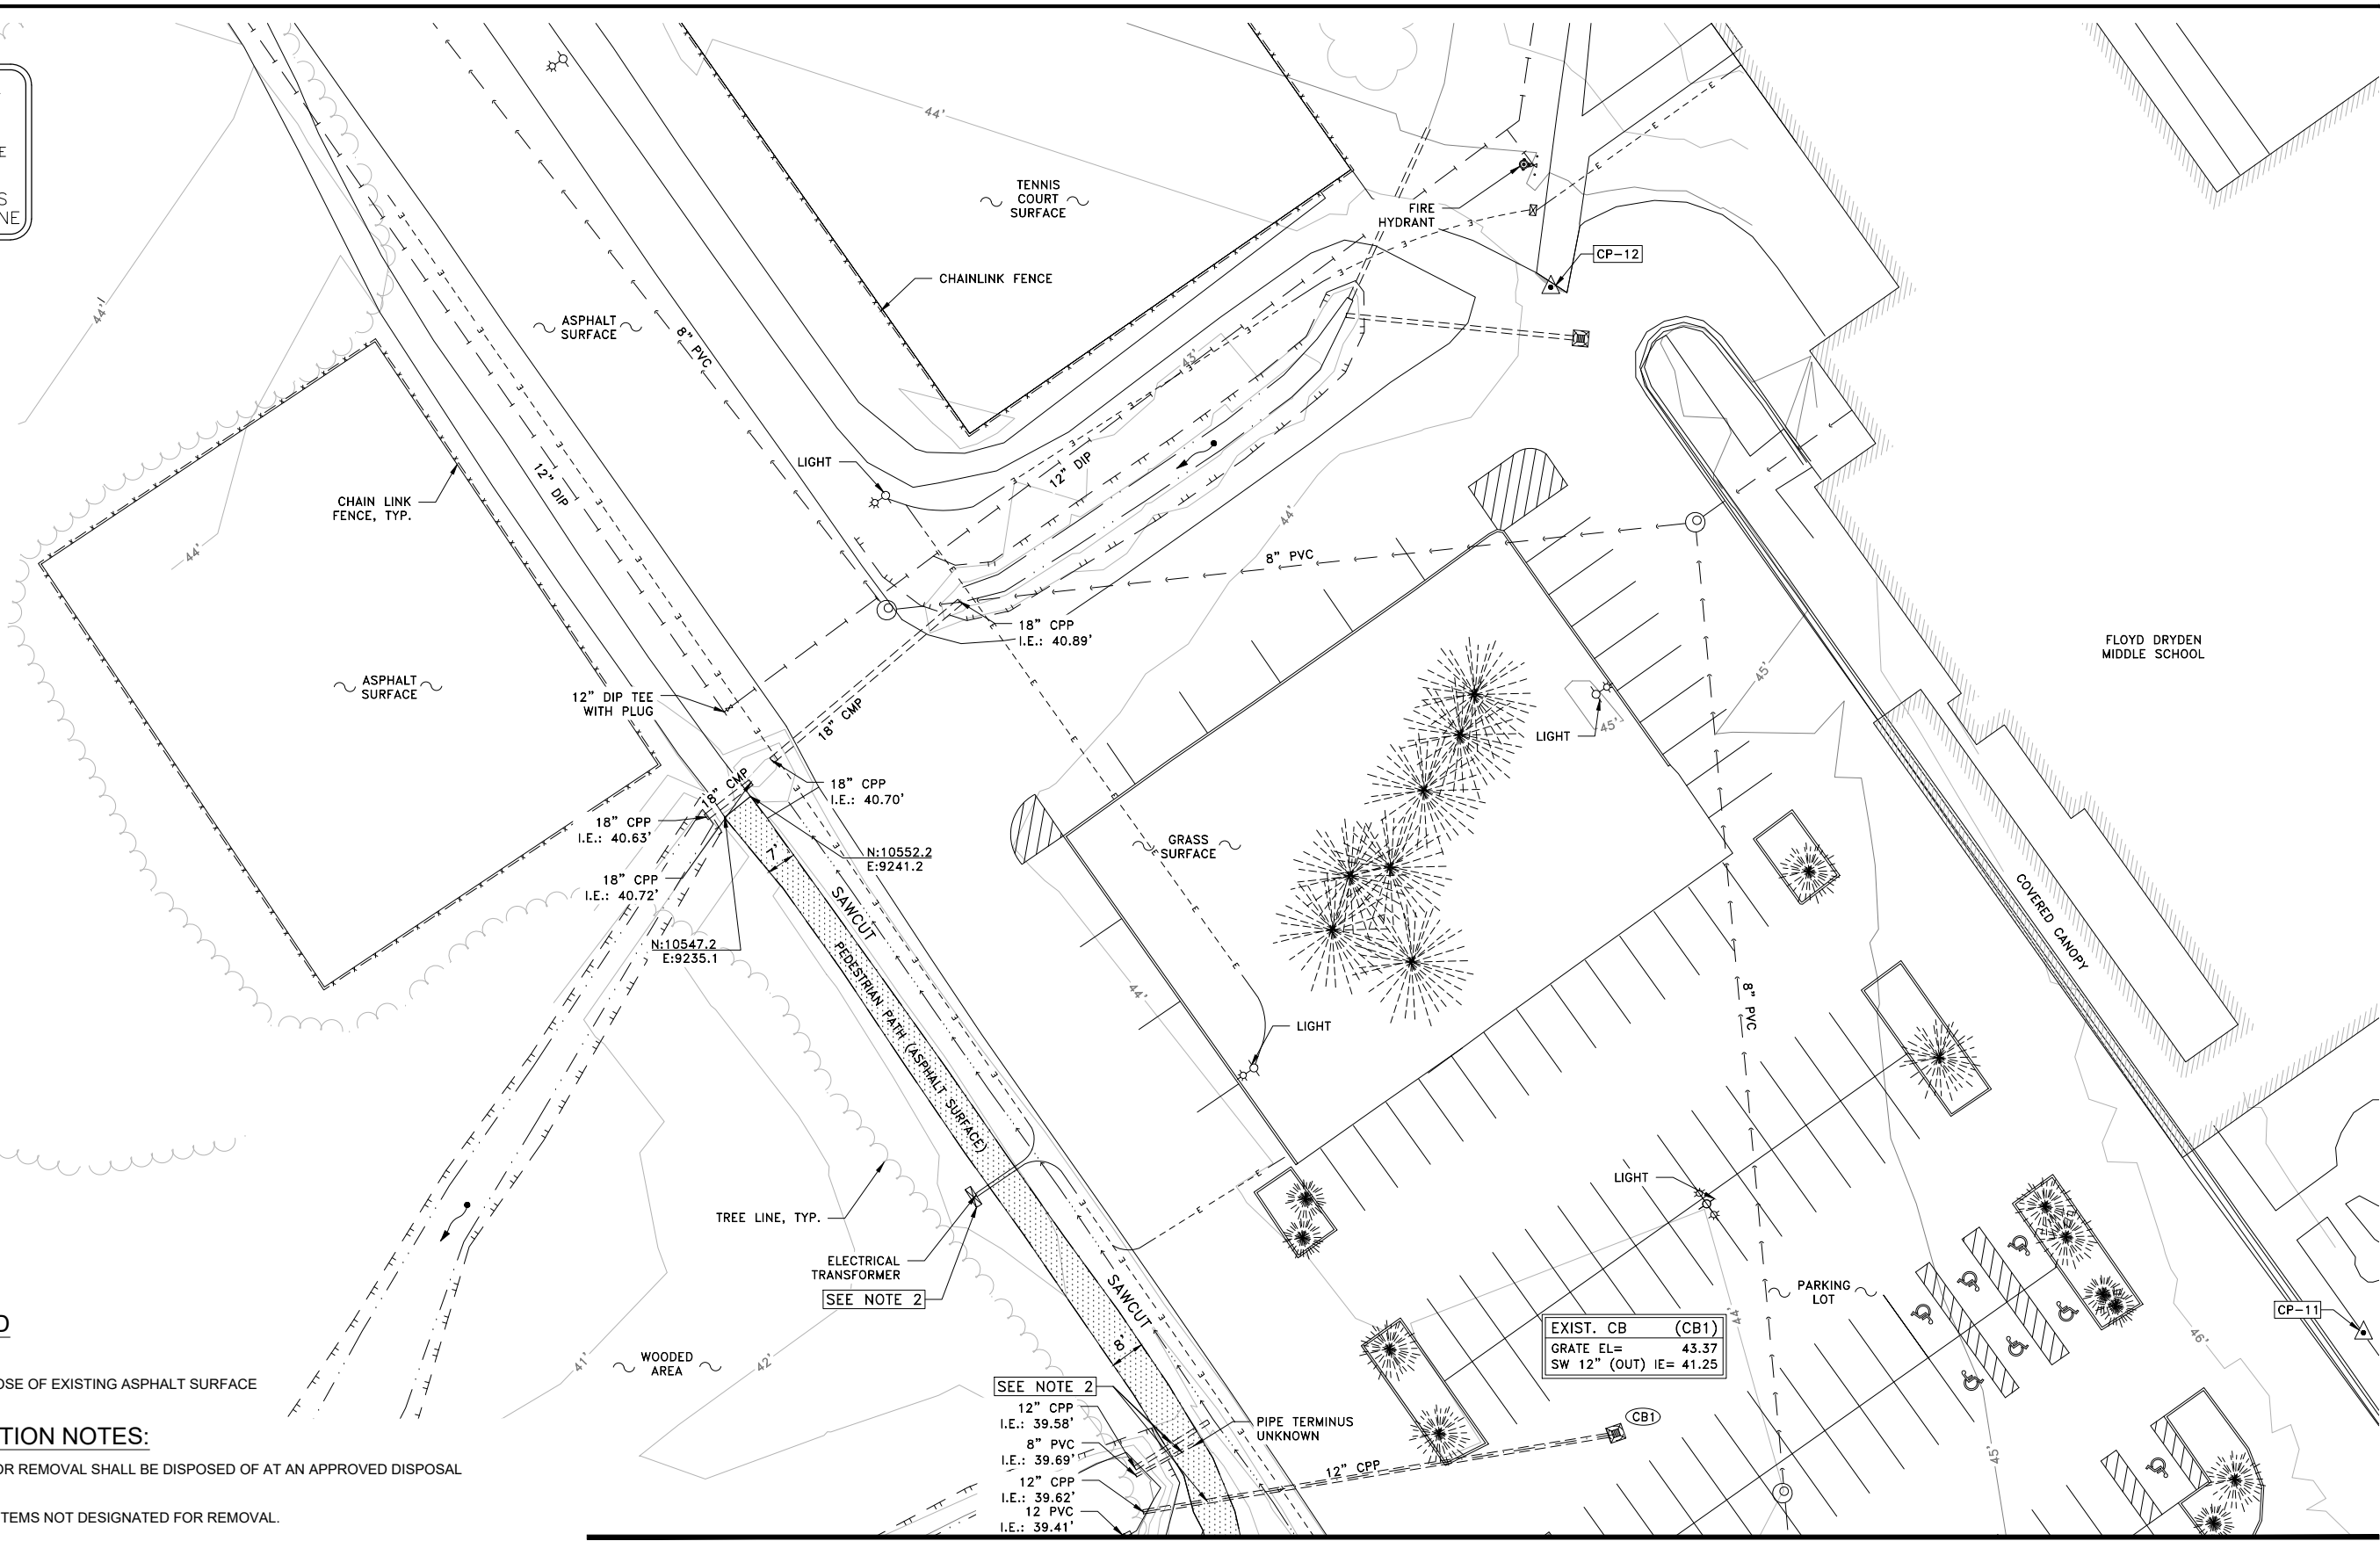 E
S
NE
44'
44'
TENNIS
COURT
SURFACE
FIRE
HYDRANT
CP-12
CHAINLINK FENCE
ASPHALT
SURFACE
8" PVC
43'
LIGHT
12" DIP
12" DIP
CHAIN LINK
FENCE, TYP.
44'
44'
8" PVC
18" CPP
I.E.: 40.89'
FLOYD DRYDEN
MIDDLE SCHOOL
ASPHALT
SURFACE
12" DIP TEE
WITH PLUG
18" CMP
45'
LIGHT
45'
18" CMP
18" CPP
I.E.: 40.70'
18" CPP
I.E.: 40.63'
7'
N:10552.2
E:9241.2
GRASS
SURFACE
18" CPP
I.E.: 40.72'
SAWCUT
N:10547.2
E:9235.1
PEDESTRIAN PATH (ASPHALT SURFACE)
COVERED CANOPY
44'
8" PVC
LIGHT
TREE LINE, TYP.
LIGHT
ELECTRICAL
TRANSFORMER
SEE NOTE 2
SAWCUT
PARKING
LOT
CP-11
EXIST. CB (CB1)
GRATE EL= 43.37
SW 12" (OUT) IE= 41.25
44'
46'
D
8'
WOODED
AREA
41'
42'
OSE OF EXISTING ASPHALT SURFACE
SEE NOTE 2
12" CPP
I.E.: 39.58'
8" PVC
I.E.: 39.69'
12" CPP
I.E.: 39.62'
12 PVC
I.E.: 39.41'
PIPE TERMINUS
UNKNOWN
CB1
12" CPP
45'
TION NOTES:
OR REMOVAL SHALL BE DISPOSED OF AT AN APPROVED DISPOSAL
TEMS NOT DESIGNATED FOR REMOVAL.